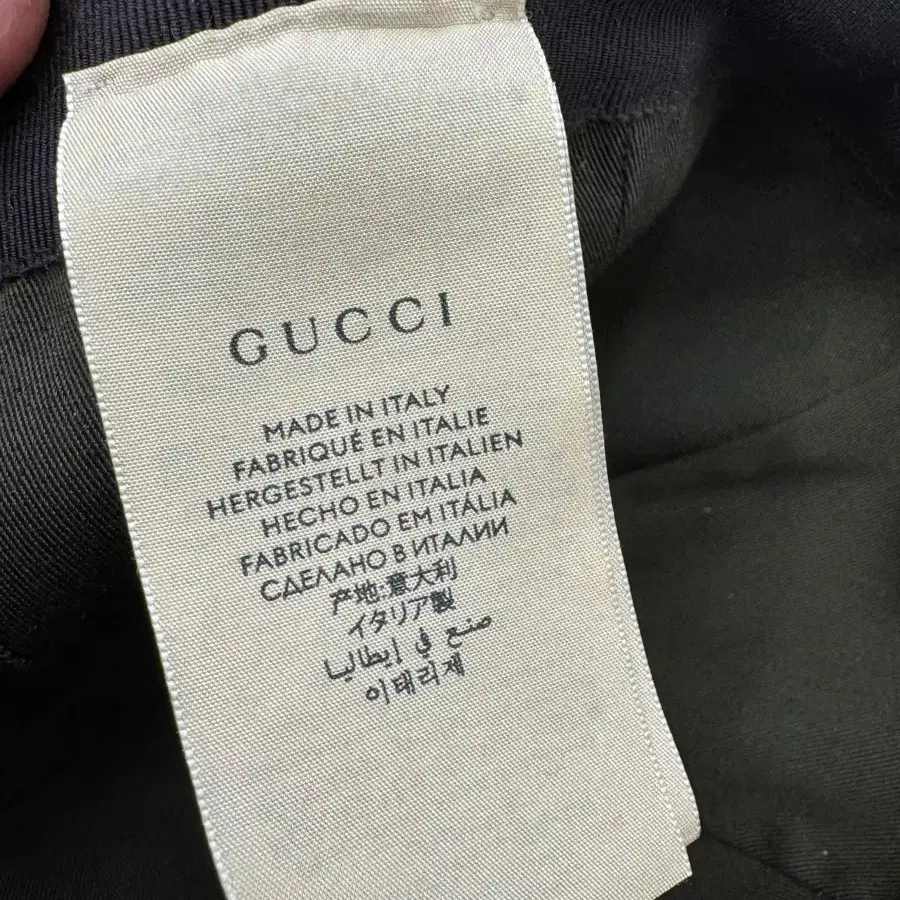 GUCCI
MADE IN ITALY
FABRIQUÉ EN ITALIE
HERGESTELLT IN ITALIEN
HECHO EN ITALIA
FABRICADO EM ITÁLIA
СДЕЛАНО В ИТАЛИИ
产地:意大利
イタリア製
صنع في إيطاليا
이태리제